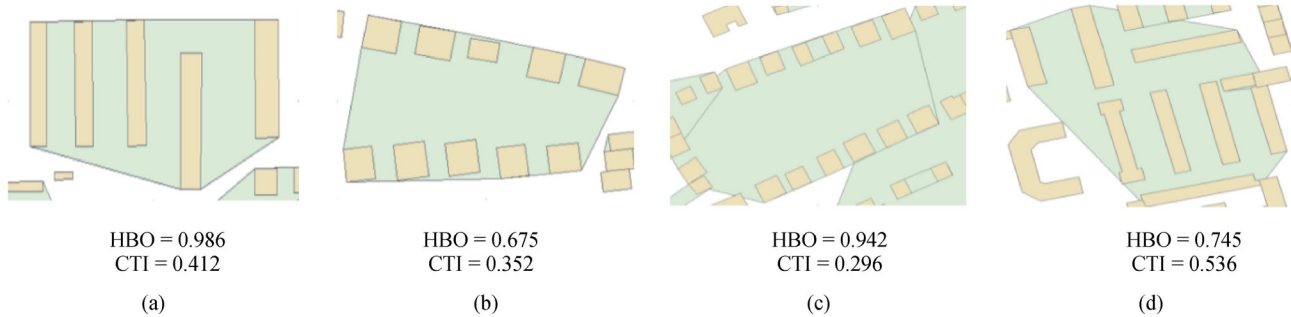 HBO = 0.986
CTI = 0.412
(a)
HBO = 0.675
CTI = 0.352
(b)
HBO = 0.942
CTI = 0.296
(c)
HBO = 0.745
CTI = 0.536
(d)